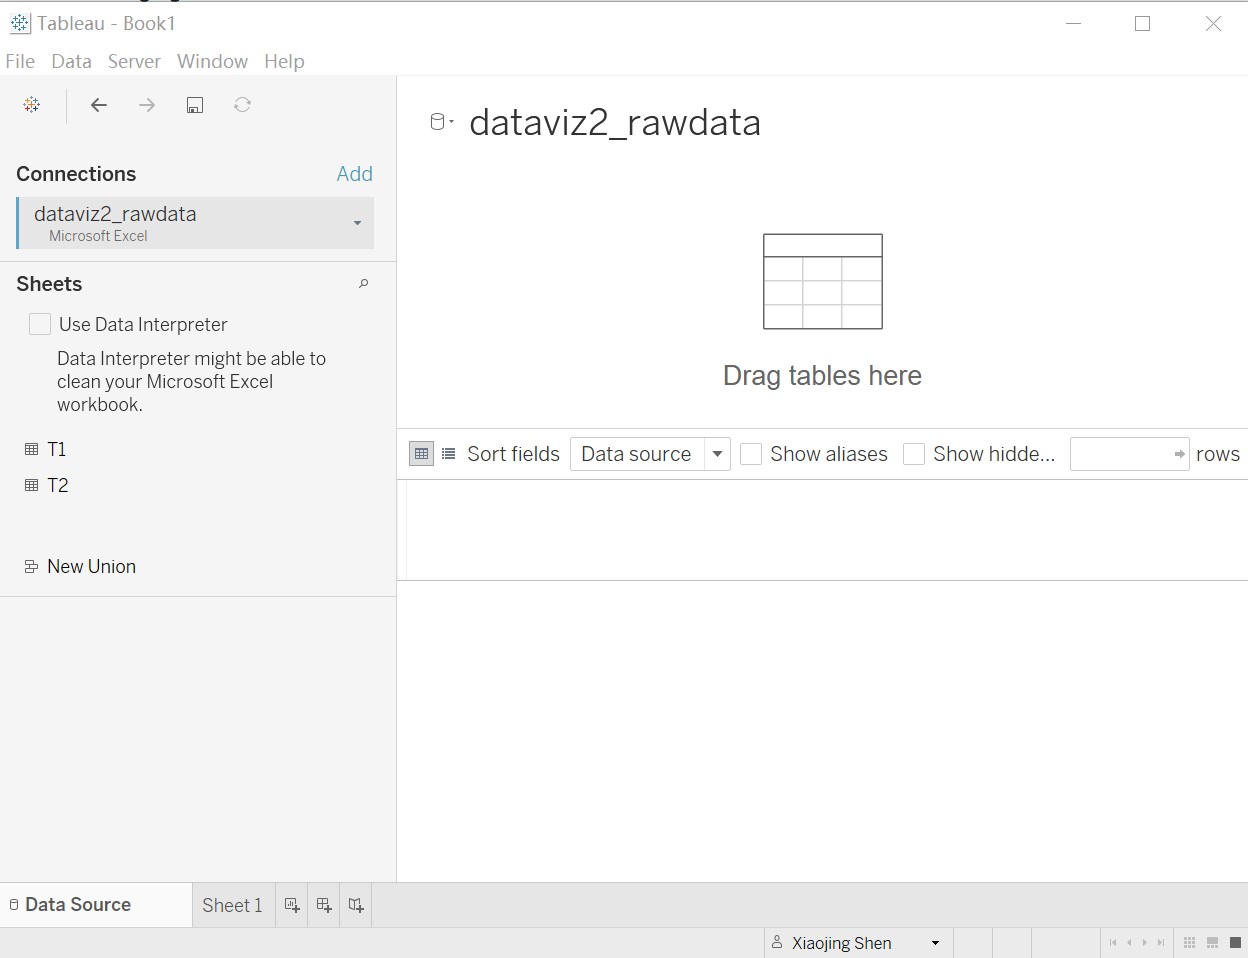 Tableau - Book1
File Data Server Window Help
Connections Add
dataviz2_rawdata
Microsoft Excel
Sheets
Use Data Interpreter
Data Interpreter might be able to
clean your Microsoft Excel
workbook.
T1
T2
New Union
dataviz2_rawdata
Drag tables here
Sort fields Data source Show aliases Show hidde... rows
Data Source Sheet 1
Xiaojing Shen